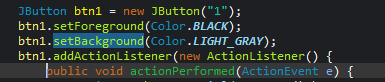 JButton btn1 = new JButton("1");
btn1.setForeground(Color.BLACK);
btn1.setBackground(Color.LIGHT_GRAY);
btn1.addActionListener(new ActionListener() {
public void actionPerformed(ActionEvent e) {